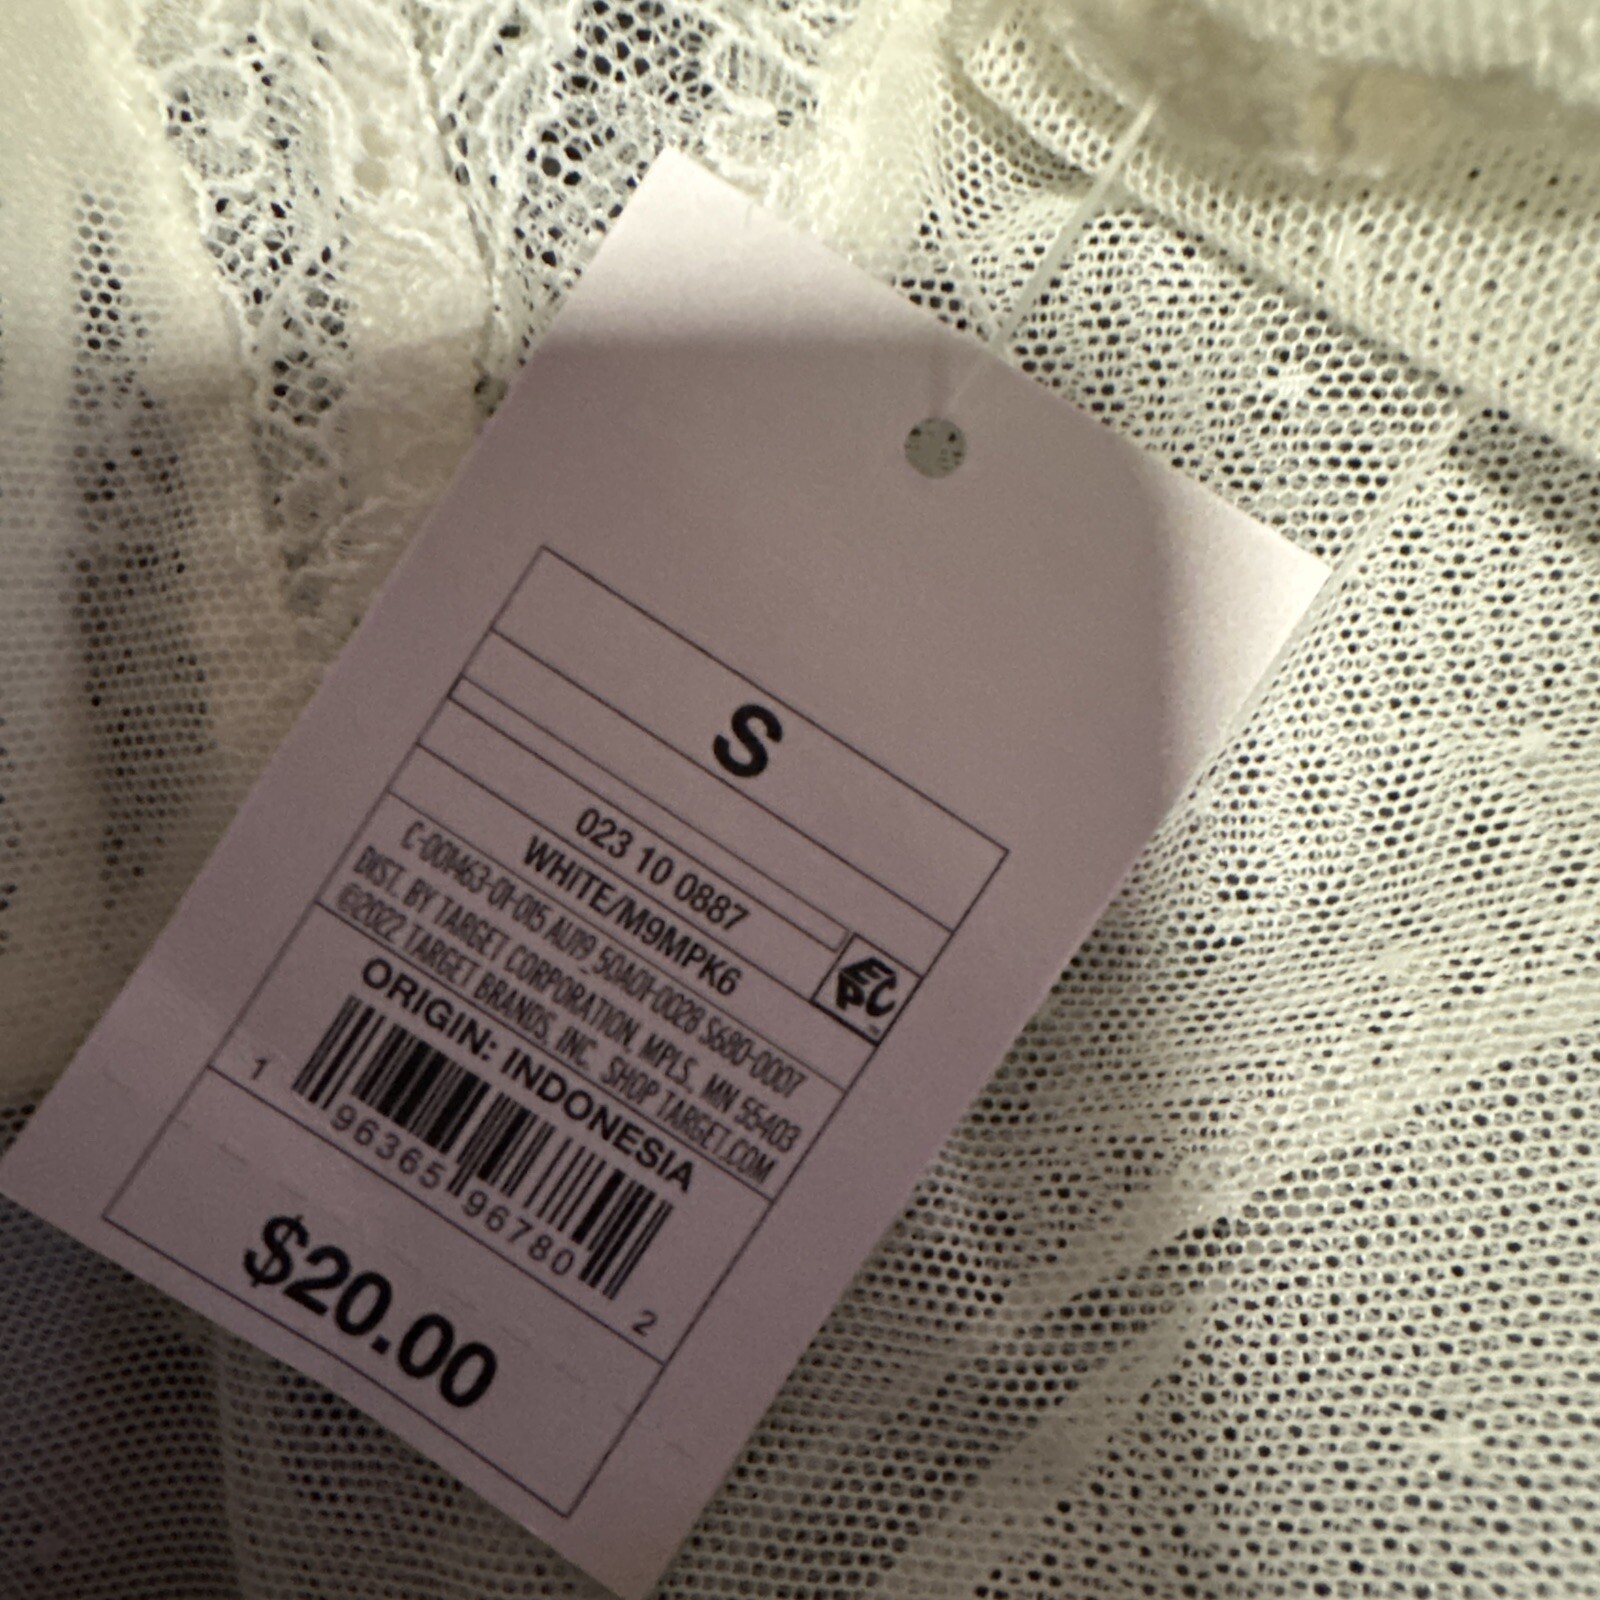 S
023 10 0887
WHITE/M9MPK6
EPC
C-001463-01-015 AU19_50A01-0028 S680-0007
DIST. BY TARGET CORPORATION, MPLS., MN 55403
©2022 TARGET BRANDS, INC. SHOP TARGET.COM
ORIGIN: INDONESIA
1 96365 96780 2
$20.00